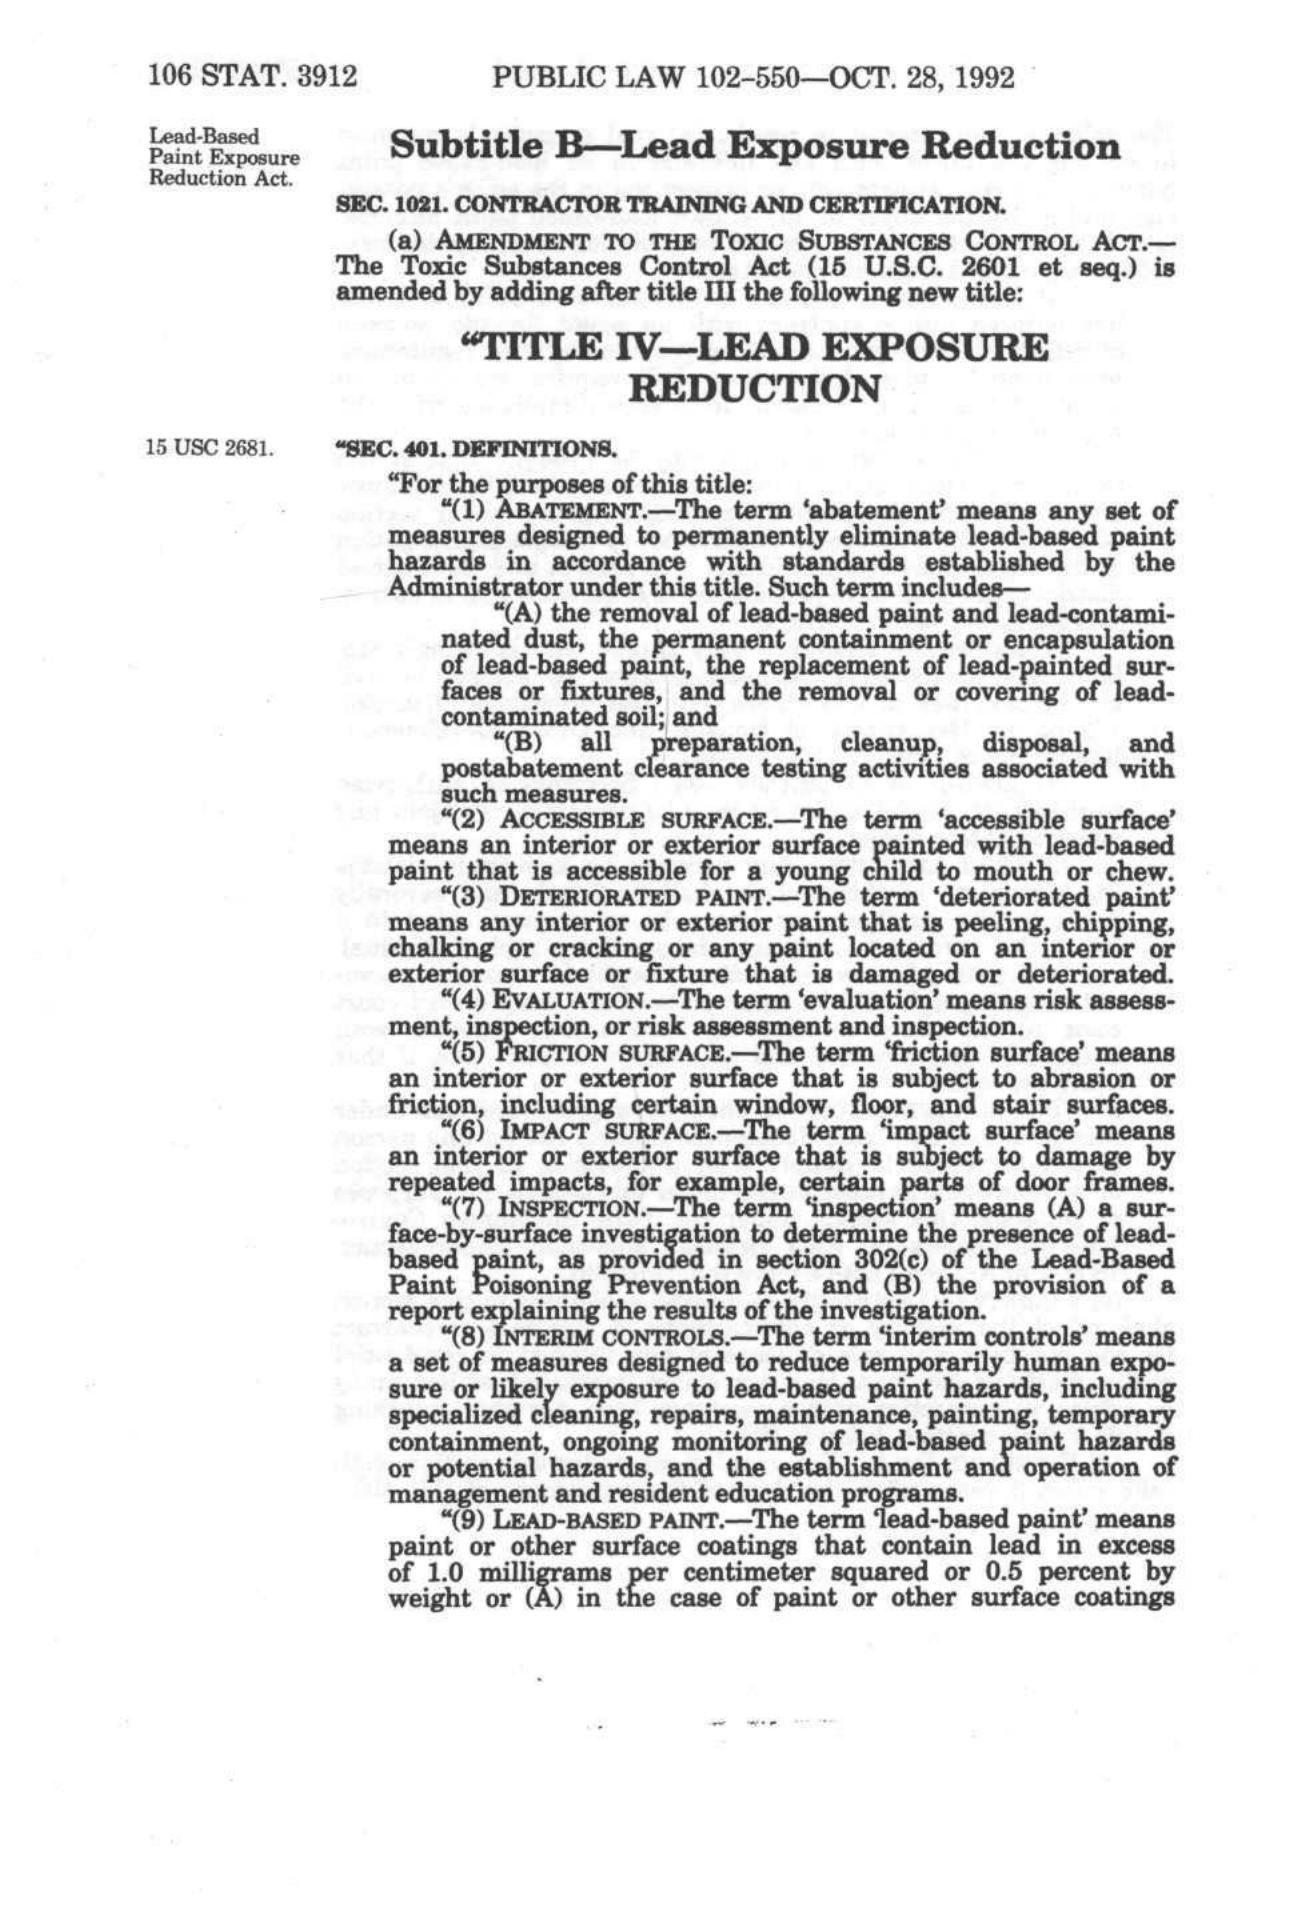 106 STAT. 3912 PUBLIC LAW 102–550—OCT. 28, 1992
Lead-Based
Paint Exposure
Reduction Act.
Subtitle B—Lead Exposure Reduction
SEC. 1021. CONTRACTOR TRAINING AND CERTIFICATION.
(a) AMENDMENT TO THE TOXIC SUBSTANCES CONTROL ACT.—
The Toxic Substances Control Act (15 U.S.C. 2601 et seq.) is
amended by adding after title III the following new title:
“TITLE IV—LEAD EXPOSURE
REDUCTION
15 USC 2681.
“SEC. 401. DEFINITIONS.
“For the purposes of this title:
“(1) ABATEMENT.—The term ‘abatement’ means any set of
measures designed to permanently eliminate lead-based paint
hazards in accordance with standards established by the
Administrator under this title. Such term includes—
“(A) the removal of lead-based paint and lead-contami-
nated dust, the permanent containment or encapsulation
of lead-based paint, the replacement of lead-painted sur-
faces or fixtures, and the removal or covering of lead-
contaminated soil; and
“(B) all preparation, cleanup, disposal, and
postabatement clearance testing activities associated with
such measures.
“(2) ACCESSIBLE SURFACE.—The term ‘accessible surface’
means an interior or exterior surface painted with lead-based
paint that is accessible for a young child to mouth or chew.
“(3) DETERIORATED PAINT.—The term ‘deteriorated paint’
means any interior or exterior paint that is peeling, chipping,
chalking or cracking or any paint located on an interior or
exterior surface or fixture that is damaged or deteriorated.
“(4) EVALUATION.—The term ‘evaluation’ means risk assess-
ment, inspection, or risk assessment and inspection.
“(5) FRICTION SURFACE.—The term ‘friction surface’ means
an interior or exterior surface that is subject to abrasion or
friction, including certain window, floor, and stair surfaces.
“(6) IMPACT SURFACE.—The term ‘impact surface’ means
an interior or exterior surface that is subject to damage by
repeated impacts, for example, certain parts of door frames.
“(7) INSPECTION.—The term ‘inspection’ means (A) a sur-
face-by-surface investigation to determine the presence of lead-
based paint, as provided in section 302(c) of the Lead-Based
Paint Poisoning Prevention Act, and (B) the provision of a
report explaining the results of the investigation.
“(8) INTERIM CONTROLS.—The term ‘interim controls’ means
a set of measures designed to reduce temporarily human expo-
sure or likely exposure to lead-based paint hazards, including
specialized cleaning, repairs, maintenance, painting, temporary
containment, ongoing monitoring of lead-based paint hazards
or potential hazards, and the establishment and operation of
management and resident education programs.
“(9) LEAD-BASED PAINT.—The term ‘lead-based paint’ means
paint or other surface coatings that contain lead in excess
of 1.0 milligrams per centimeter squared or 0.5 percent by
weight or (A) in the case of paint or other surface coatings